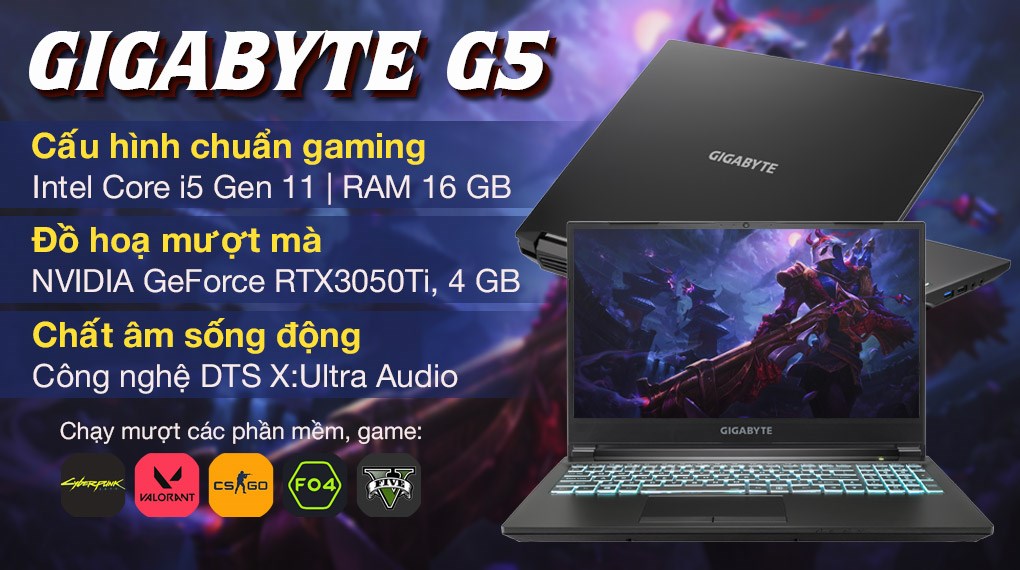 GIGABYTE G5
Cấu hình chuẩn gaming
Intel Core i5 Gen 11 | RAM 16 GB
Đồ hoạ mượt mà
NVIDIA GeForce RTX3050Ti, 4 GB
Chất âm sống động
Công nghệ DTS X:Ultra Audio
Chạy mượt các phần mềm, game:
Cyberpunk
VALORANT
CS GO
FO4
V FIVE
GIGABYTE
GIGABYTE